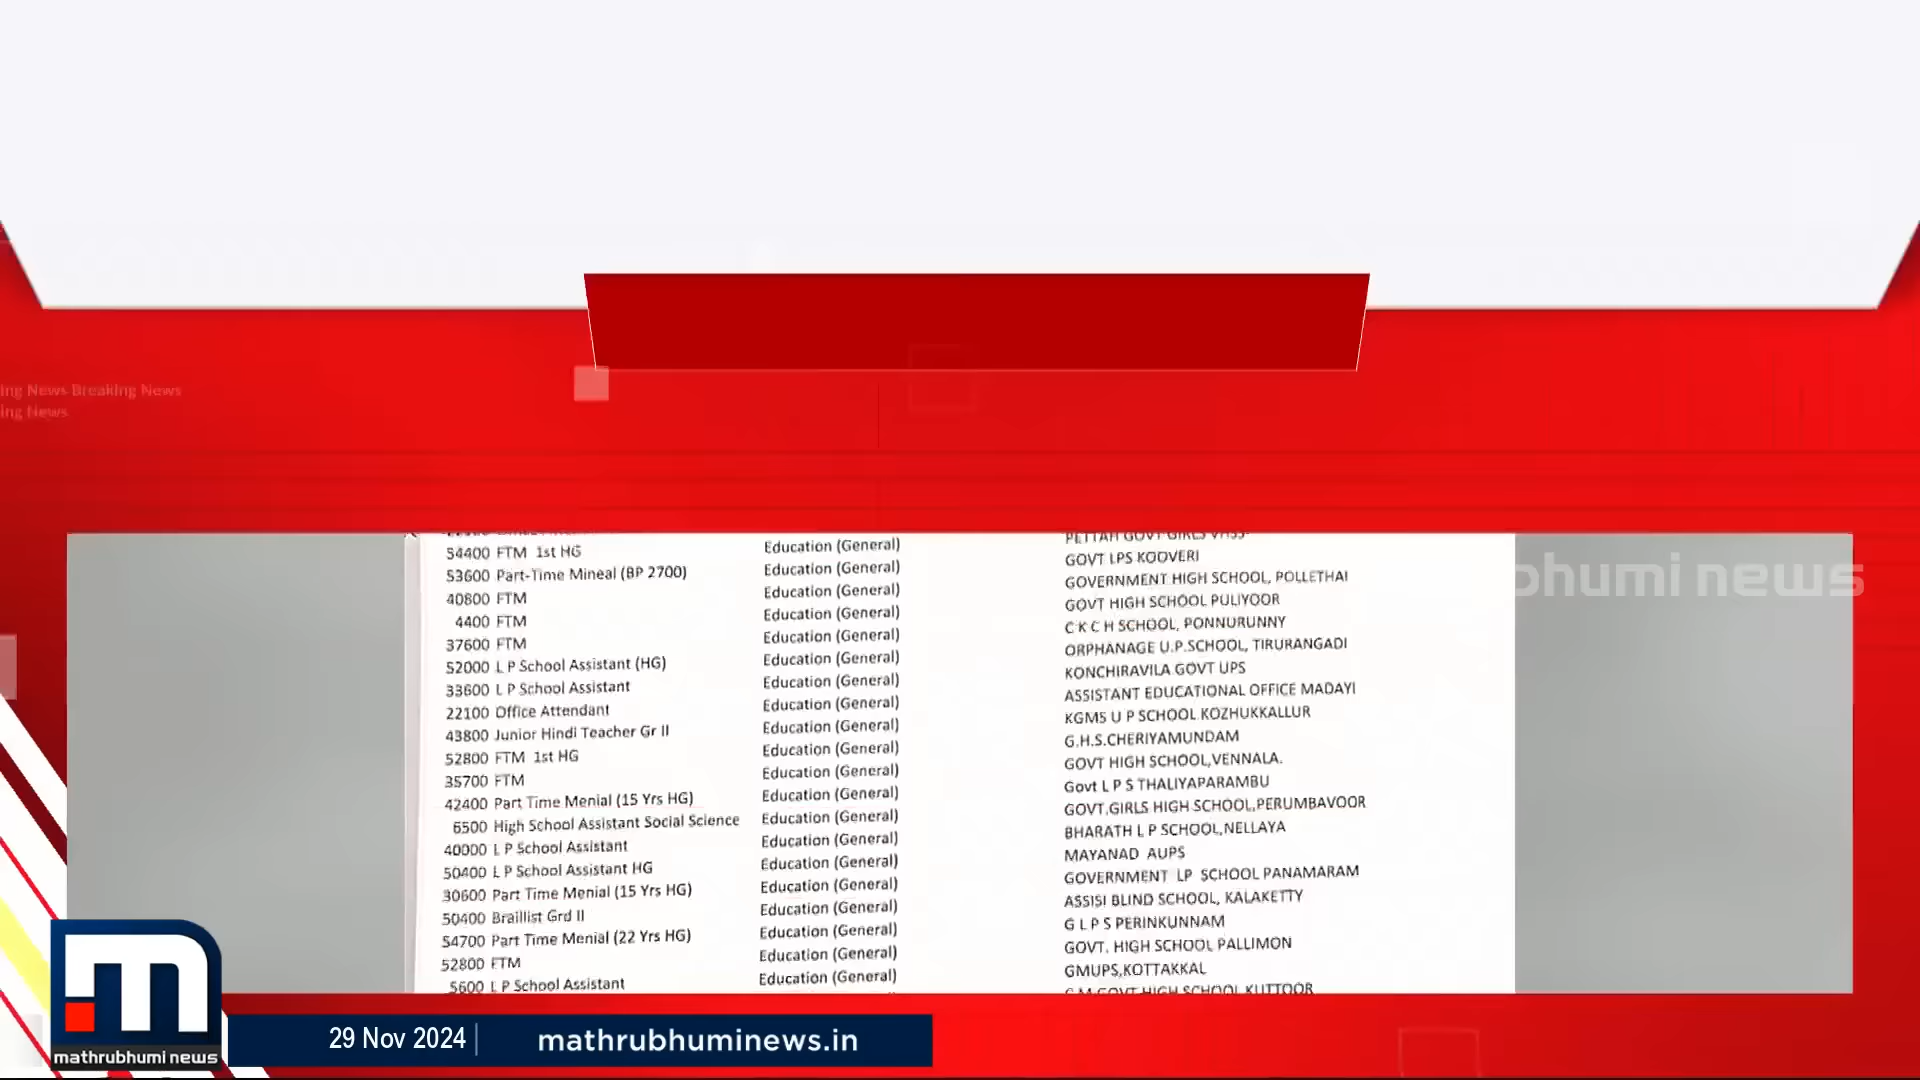 ing News Breaking News
ing News
54400 FTM 1st HG Education (General) PETTAH GOVT GIRLS VHSS
53600 Part-Time Mineal (BP 2700) Education (General) GOVT LPS KOOVERI
40800 FTM Education (General) GOVERNMENT HIGH SCHOOL, POLLETHAI
4400 FTM Education (General) GOVT HIGH SCHOOL PULIYOOR
37600 FTM Education (General) C K C H SCHOOL, PONNURUNNY
52000 L P School Assistant (HG) Education (General) ORPHANAGE U.P.SCHOOL, TIRURANGADI
33600 L P School Assistant Education (General) KONCHIRAVILA GOVT UPS
22100 Office Attendant Education (General) ASSISTANT EDUCATIONAL OFFICE MADAYI
43800 Junior Hindi Teacher Gr II Education (General) KGMS U P SCHOOL KOZHUKKALLUR
52800 FTM 1st HG Education (General) G.H.S.CHERIYAMUNDAM
35700 FTM Education (General) GOVT HIGH SCHOOL,VENNALA.
42400 Part Time Menial (15 Yrs HG) Education (General) Govt L P S THALIYAPARAMBU
6500 High School Assistant Social Science Education (General) GOVT.GIRLS HIGH SCHOOL,PERUMBAVOOR
40000 L P School Assistant Education (General) BHARATH L P SCHOOL,NELLAYA
50400 L P School Assistant HG Education (General) MAYANAD AUPS
30600 Part Time Menial (15 Yrs HG) Education (General) GOVERNMENT LP SCHOOL PANAMARAM
50400 Braillist Grd II Education (General) ASSISI BLIND SCHOOL, KALAKETTY
54700 Part Time Menial (22 Yrs HG) Education (General) G L P S PERINKUNNAM
52800 FTM Education (General) GOVT. HIGH SCHOOL PALLIMON
5600 L P School Assistant Education (General) GMUPS,KOTTAKKAL
GOVT HIGH SCHOOL KUTTOOR
bhumi news
mathrubhumi news
29 Nov 2024
mathrubhuminews.in